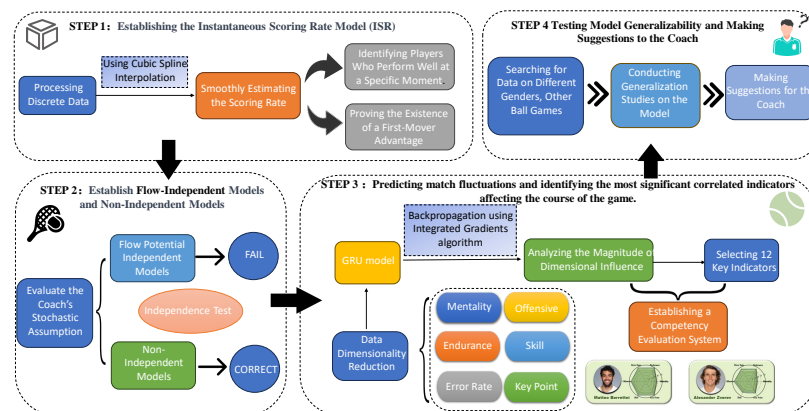 STEP 1: Establishing the Instantaneous Scoring Rate Model (ISR)
Using Cubic Spline
Interpolation
Processing
Discrete Data
Smoothly Estimating
the Scoring Rate
Identifying Players
Who Perform Well at
a Specific Moment.
Proving the Existence
of a First-Mover
Advantage
STEP 4 Testing Model Generalizability and Making
Suggestions to the Coach
Searching for
Data on Different
Genders, Other
Ball Games
Conducting
Generalization
Studies on the
Model
Making
Suggestions for the
Coach
STEP 2: Establish Flow-Independent Models
and Non-Independent Models
Evaluate the
Coach's
Stochastic
Assumption
Flow Potential
Independent
Models
FAIL
Independence Test
Non-
Independent
Models
CORRECT
STEP 3 : Predicting match fluctuations and identifying the most significant correlated indicators
affecting the course of the game.
GRU model
Backpropagation using
Integrated Gradients
algorithm
Analyzing the Magnitude of
Dimensional Influence
Selecting 12
Key Indicators
Data
Dimensionality
Reduction
Mentality
Offensive
Endurance
Skill
Error Rate
Key Point
Establishing a
Competency
Evaluation System
Matteo Berrettini
Alexander Zverev